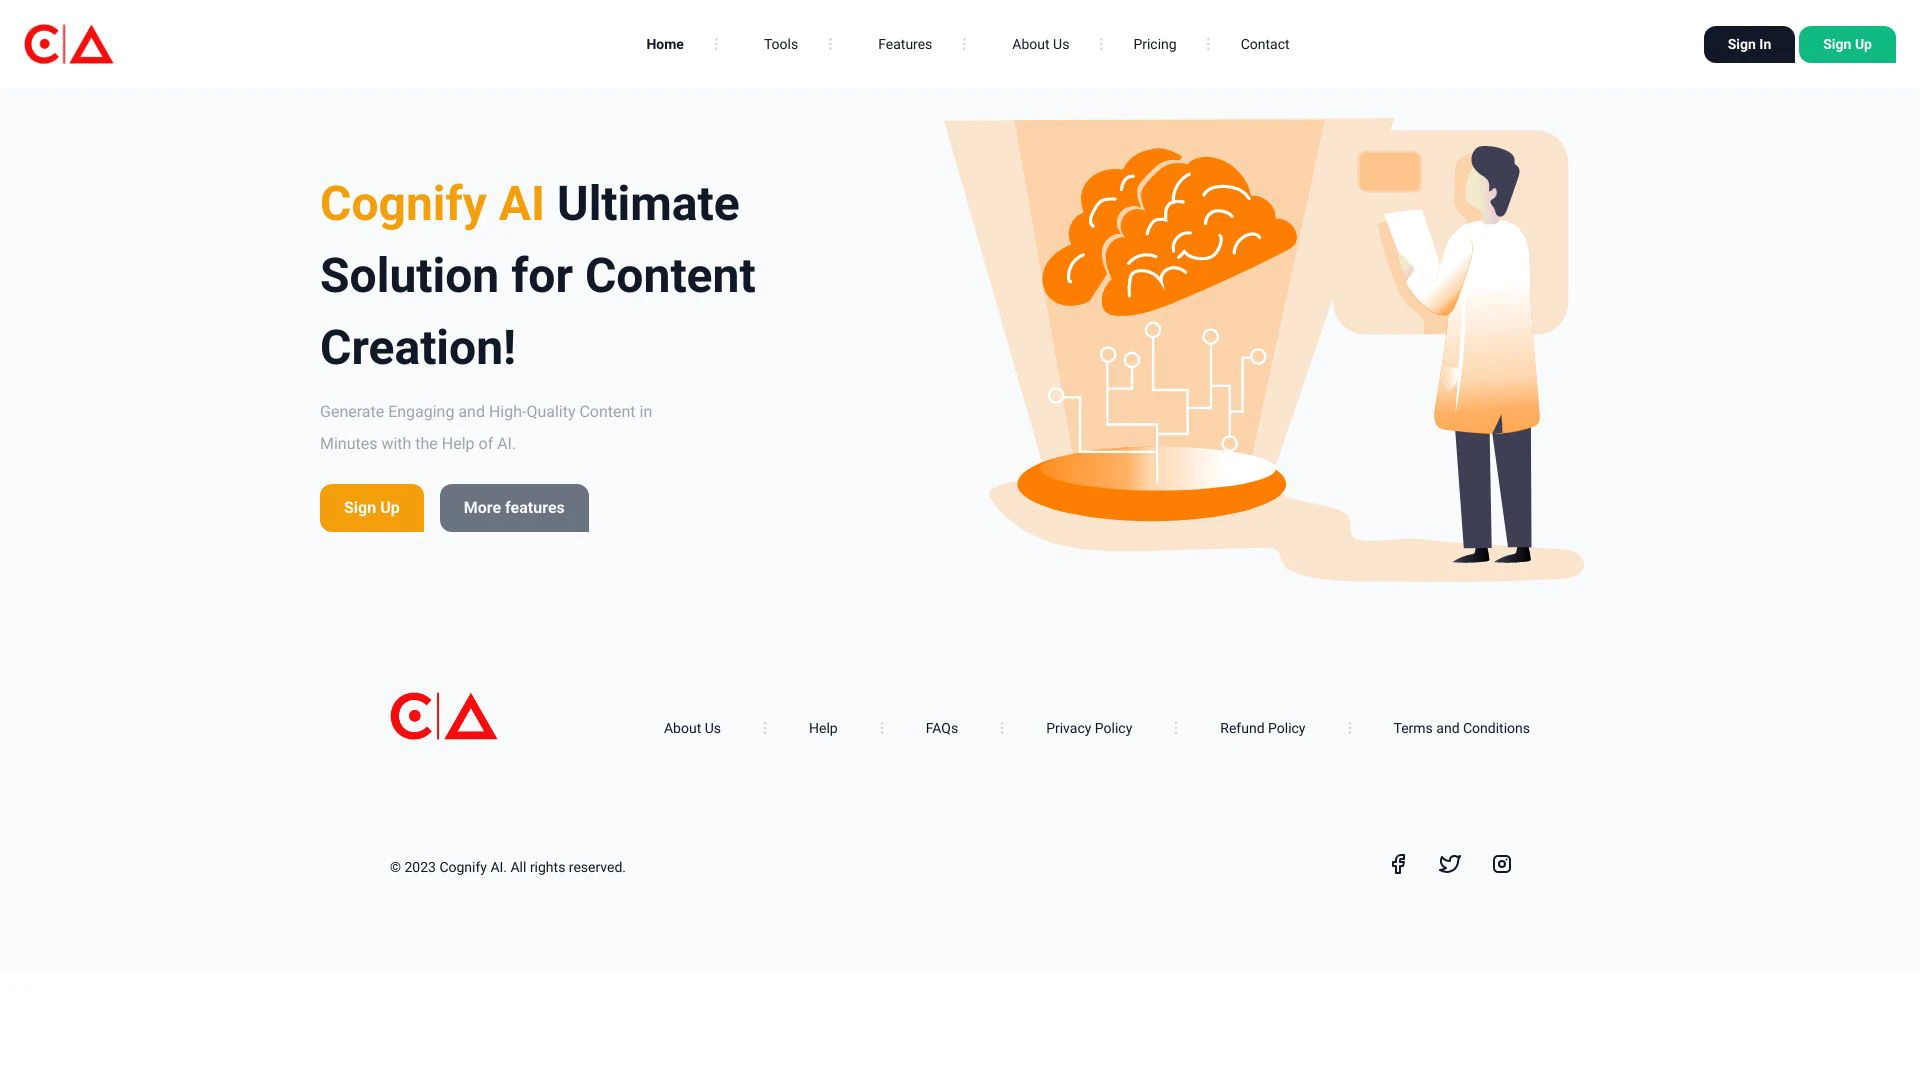 Home
Tools
Features
About Us
Pricing
Contact
Sign In
Sign Up
Cognify AI Ultimate
Solution for Content
Creation!
Generate Engaging and High-Quality Content in
Minutes with the Help of AI.
Sign Up
More features
About Us
Help
FAQs
Privacy Policy
Refund Policy
Terms and Conditions
© 2023 Cognify AI. All rights reserved.